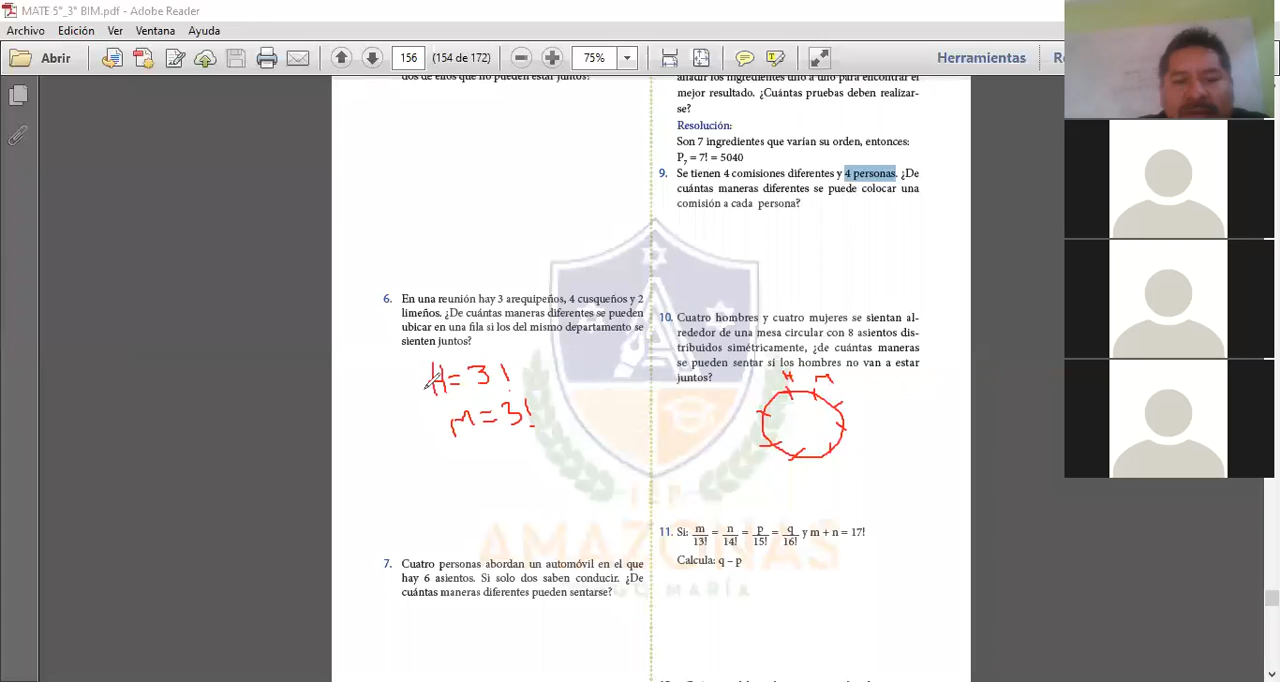 MATE 5°_3° BIM.pdf - Adobe Reader
Archivo Edición Ver Ventana Ayuda
Abrir 156 (154 de 172) 75% Herramientas
dos de ellos que no pueden estar juntos?
6. En una reunión hay 3 arequipeños, 4 cusqueños y 2
limeños. ¿De cuántas maneras diferentes se pueden
ubicar en una fila si los del mismo departamento se
sienten juntos?
H = 3!
M = 3!
7. Cuatro personas abordan un automóvil en el que
hay 6 asientos. Si solo dos saben conducir. ¿De
cuántas maneras diferentes pueden sentarse?
añadir los ingredientes uno a uno para encontrar el
mejor resultado. ¿Cuántas pruebas deben realizar-
se?
Resolución:
Son 7 ingredientes que varían su orden, entonces:
P7 = 7! = 5040
9. Se tienen 4 comisiones diferentes y 4 personas. ¿De
cuántas maneras diferentes se puede colocar una
comisión a cada persona?
10. Cuatro hombres y cuatro mujeres se sientan al-
rededor de una mesa circular con 8 asientos dis-
tribuidos simétricamente, ¿de cuántas maneras
se pueden sentar si los hombres no van a estar
juntos?
H M
11. Si: m/13! = n/14! = p/15! = q/16! y m + n = 17!
Calcula: q – p
AMAZONAS